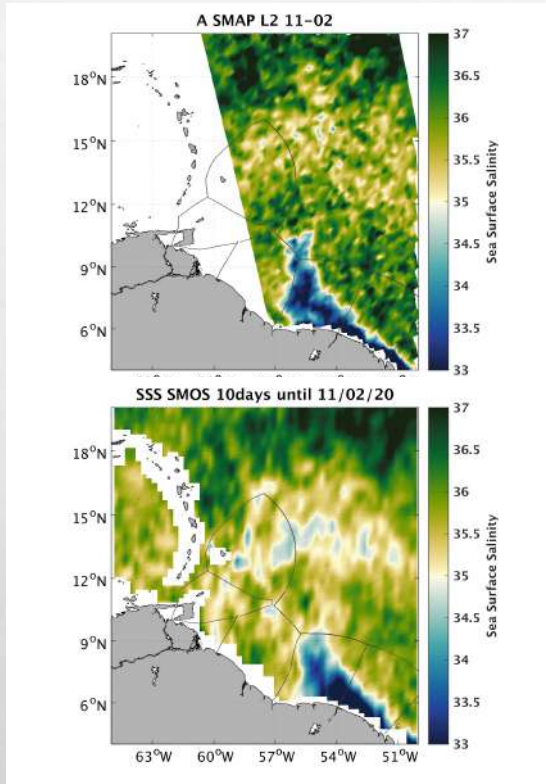 A SMAP L2 11-02
18°N
15°N
12°N
9°N
6°N
37
36.5
36
35.5
35
34.5
34
33.5
33
Sea Surface Salinity
SSS SMOS 10days until 11/02/20
18°N
15°N
12°N
9°N
6°N
63°W
60°W
57°W
54°W
51°W
37
36.5
36
35.5
35
34.5
34
33.5
33
Sea Surface Salinity